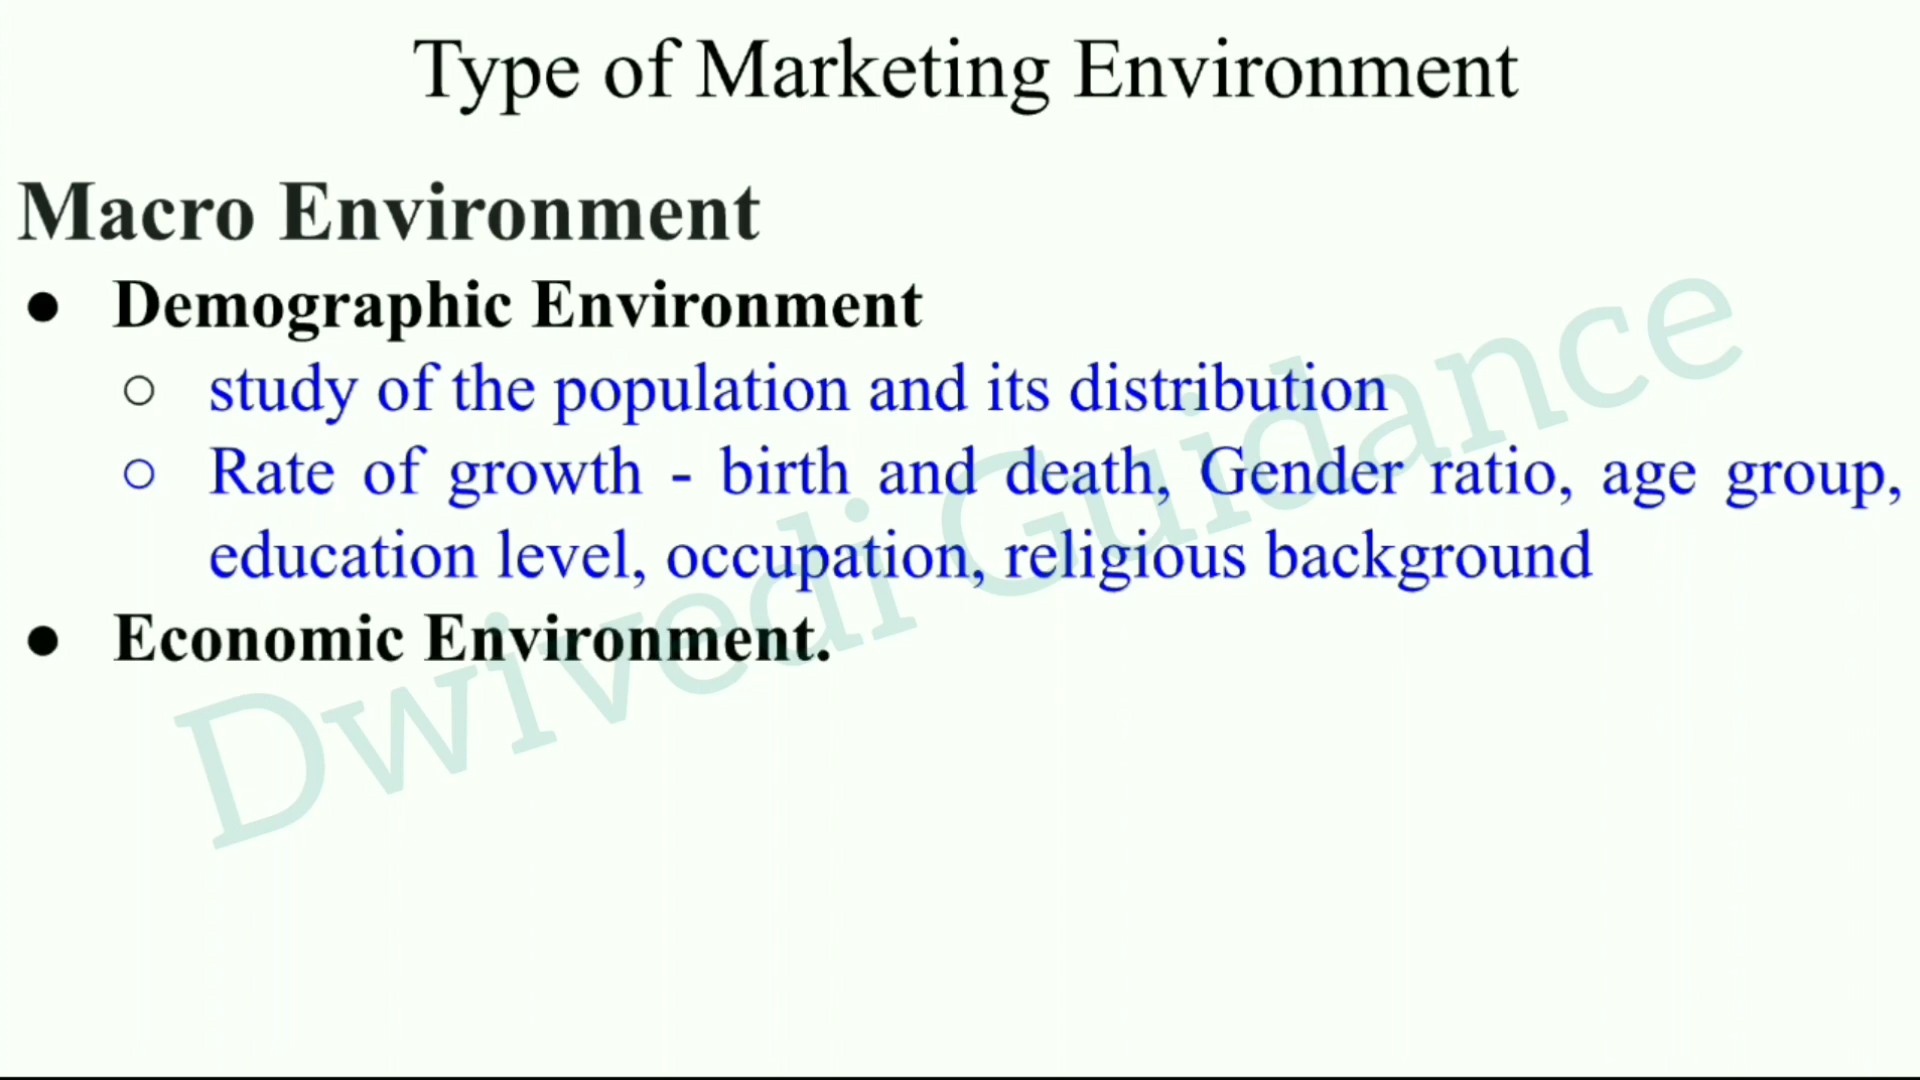 Type of Marketing Environment
Macro Environment
● Demographic Environment
○ study of the population and its distribution
○ Rate of growth - birth and death, Gender ratio, age group,
education level, occupation, religious background
● Economic Environment.
Dwivedi Guidance